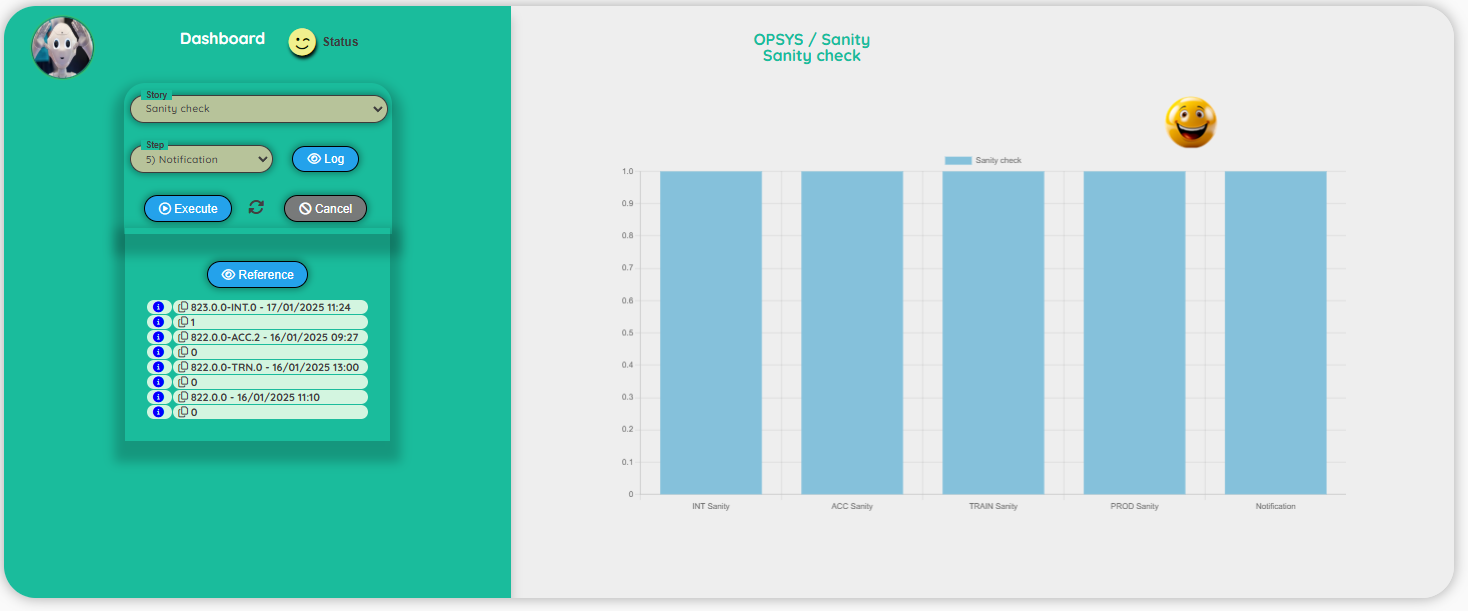 Dashboard
Status
Story
Sanity check
Step
5) Notification
Log
Execute
Cancel
Reference
823.0.0-INT.0 - 17/01/2025 11:24
1
822.0.0-ACC.2 - 16/01/2025 09:27
0
822.0.0-TRN.0 - 16/01/2025 13:00
0
822.0.0 - 16/01/2025 11:10
0
OPSYS / Sanity
Sanity check
Sanity check
1.0
0.9
0.8
0.7
0.6
0.5
0.4
0.3
0.2
0.1
0
INT Sanity
ACC Sanity
TRAIN Sanity
PROD Sanity
Notification